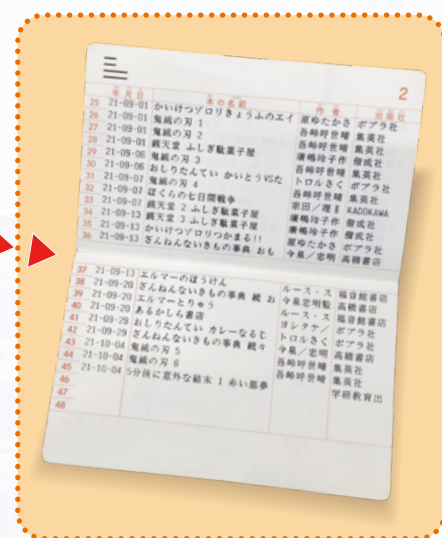 2
年月日 本の名前 作者 出版社
25 21-09-01 かいけつゾロリきょうふのエイ 原ゆたかさ ポプラ社
26 21-09-01 鬼滅の刃 1 吾峠呼世晴 集英社
27 21-09-01 鬼滅の刃 2 吾峠呼世晴 集英社
28 21-09-01 銭天堂 ふしぎ駄菓子屋 廣嶋玲子作 偕成社
29 21-09-06 鬼滅の刃 3 吾峠呼世晴 集英社
30 21-09-06 おしりたんてい かいとうVSた トロルさく ポプラ社
31 21-09-07 鬼滅の刃 4 吾峠呼世晴 集英社
32 21-09-07 ぼくらの七日間戦争 宗田/理 KADOKAWA
33 21-09-07 銭天堂 2 ふしぎ駄菓子屋 廣嶋玲子作 偕成社
34 21-09-13 銭天堂 3 ふしぎ駄菓子屋 廣嶋玲子作 偕成社
35 21-09-13 かいけつゾロリつかまる!! 原ゆたかさ ポプラ社
36 21-09-13 ざんねんないきもの事典 おも 今泉/忠明 高橋書店
37 21-09-13 エルマーのぼうけん ルース・ス 福音館書店
38 21-09-20 ざんねんないきもの事典 続 お 今泉忠明監 高橋書店
39 21-09-20 エルマーとりゅう ルース・ス 福音館書店
40 21-09-20 あるかしら書店 ヨシタケ/ ポプラ社
41 21-09-29 おしりたんてい カレーなるじ トロルさく ポプラ社
42 21-09-29 ざんねんないきもの事典 続々 今泉/忠明 高橋書店
43 21-10-04 鬼滅の刃 5 吾峠呼世晴 集英社
44 21-10-04 鬼滅の刃 6 吾峠呼世晴 集英社
45 21-10-04 5分後に意外な結末 1 赤い悪夢 学研教育出
46
47
48